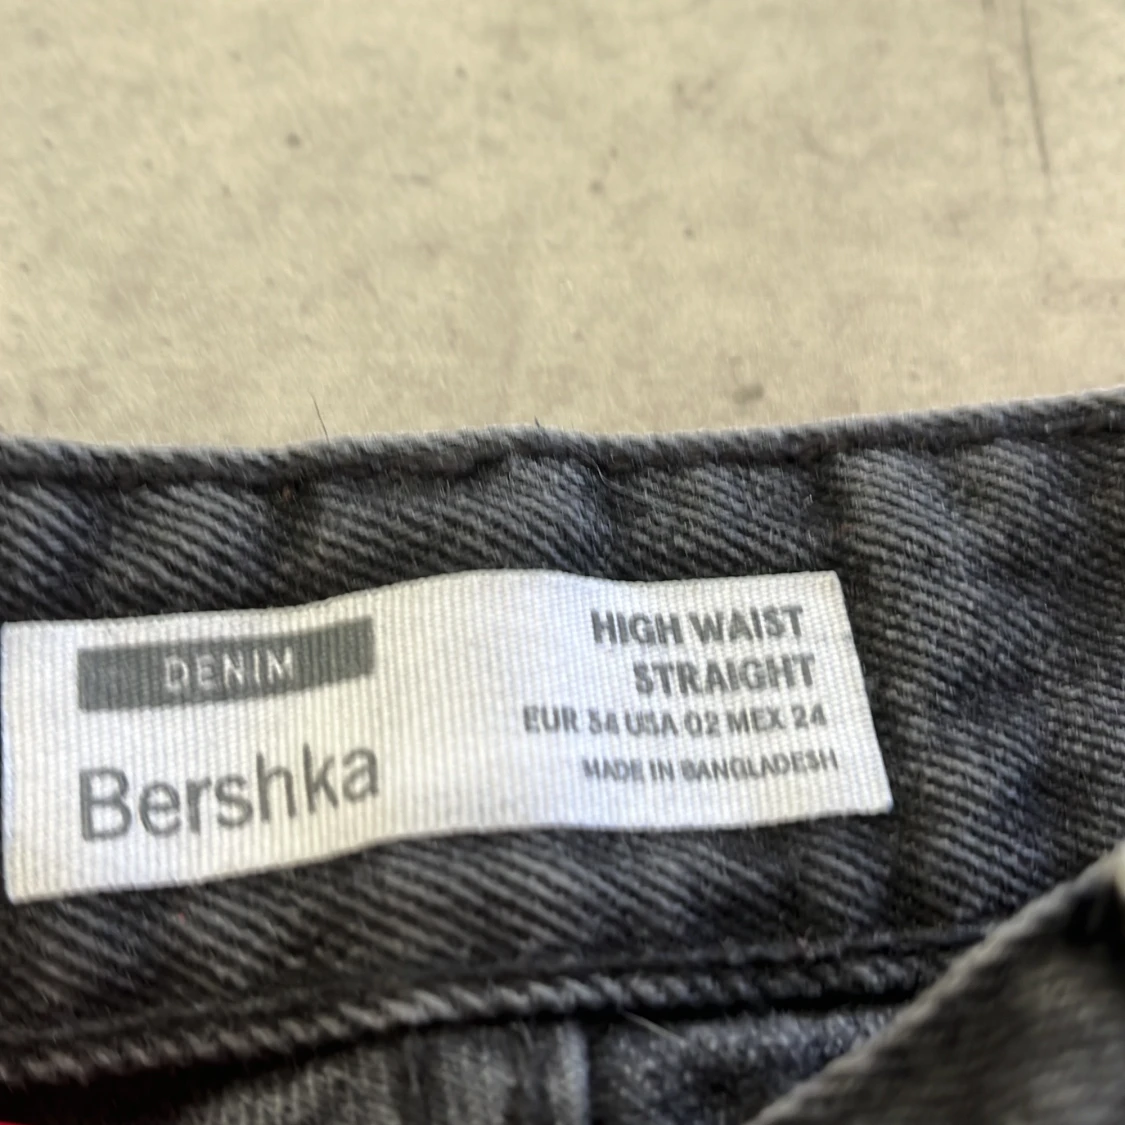 DENIM
Bershka
HIGH WAIST
STRAIGHT
EUR 34 USA 02 MEX 24
MADE IN BANGLADESH